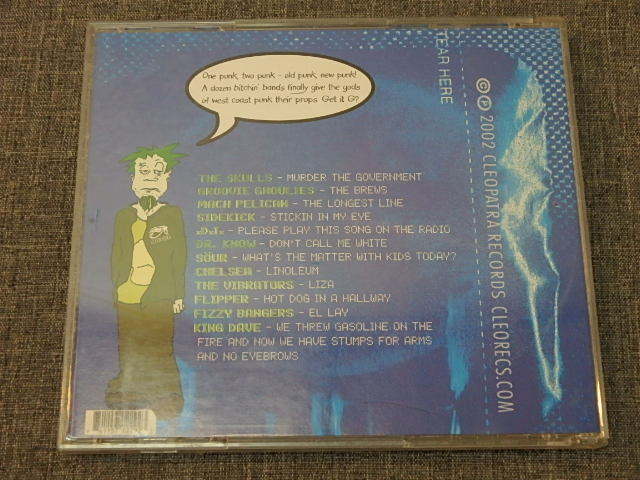 One punk, two punk - old punk, new punk!
A dozen bitchin' bands finally give the gods
of west coast punk their props. Get it G?
THE SKULLS – MURDER THE GOVERNMENT
GROOVIE GHOULIES – THE BREWS
MACH PELICAN – THE LONGEST LINE
SIDEKICK – STICKIN IN MY EYE
D.I. – PLEASE PLAY THIS SONG ON THE RADIO
DR. KNOW – DON'T CALL ME WHITE
SÖUR – WHAT'S THE MATTER WITH KIDS TODAY?
CHELSEA – LINOLEUM
THE VIBRATORS – LIZA
FLIPPER – HOT DOG IN A HALLWAY
FIZZY BANGERS – EL LAY
KING DAVE – WE THREW GASOLINE ON THE
FIRE AND NOW WE HAVE STUMPS FOR ARMS
AND NO EYEBROWS
TEAR HERE
© ℗ 2002 CLEOPATRA RECORDS CLEORECS.COM